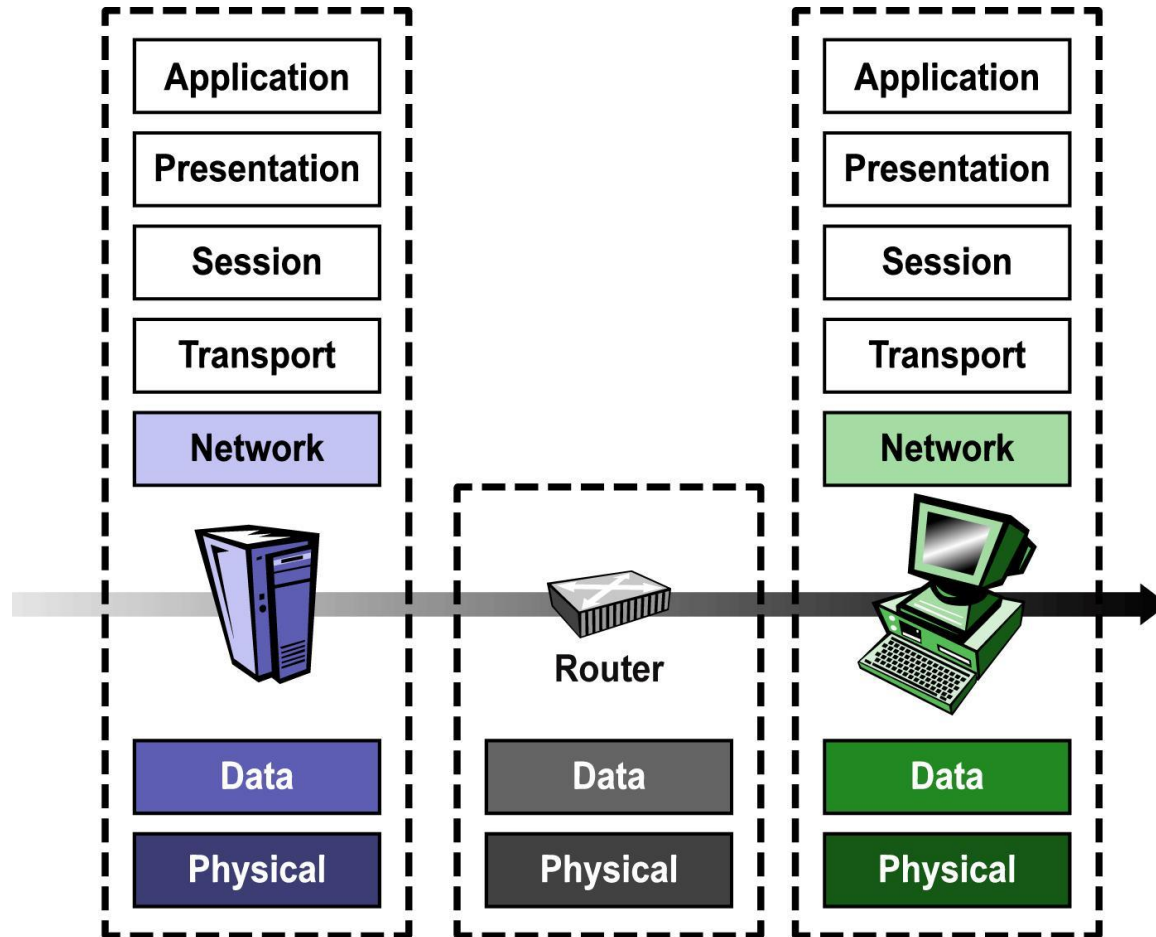 Application
Presentation
Session
Transport
Network
Data
Physical
Router
Data
Physical
Application
Presentation
Session
Transport
Network
Data
Physical